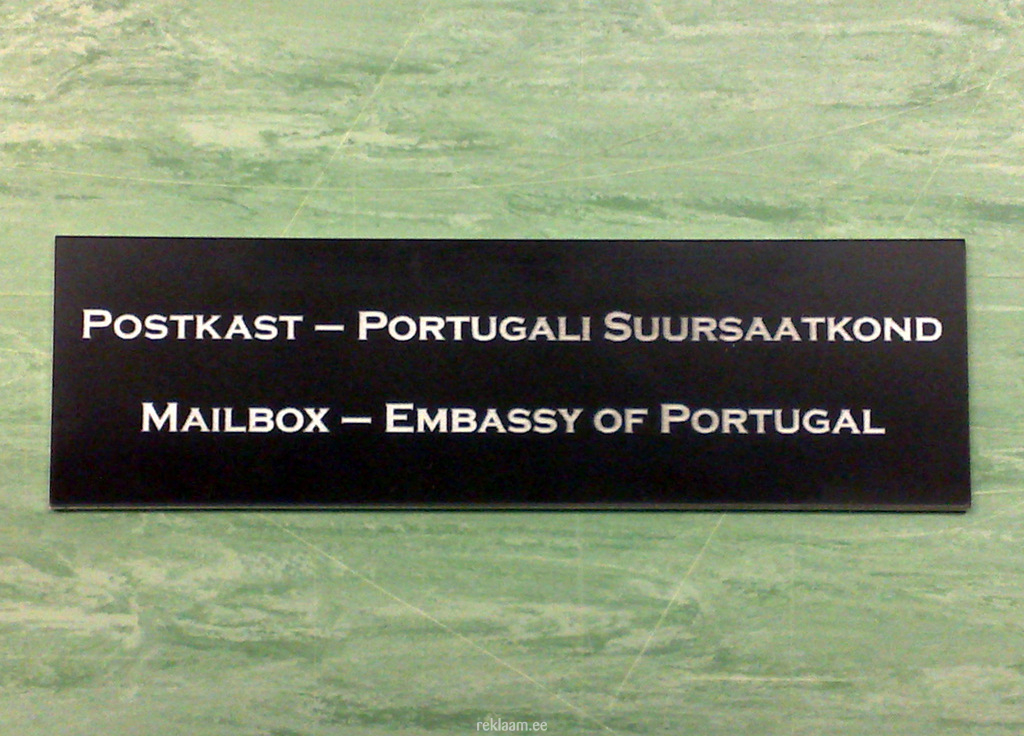 POSTKAST – PORTUGALI SUURSAATKOND
MAILBOX – EMBASSY OF PORTUGAL
reklaam.ee